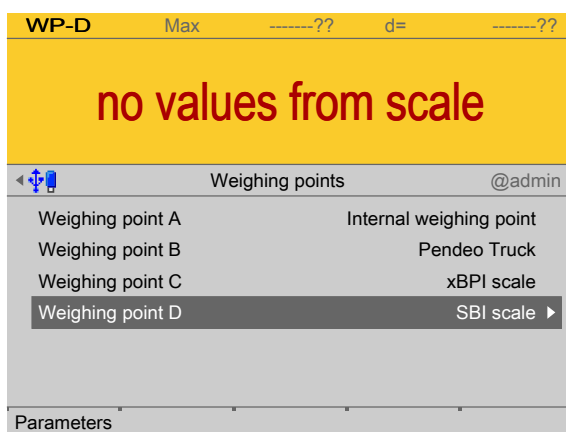 WP-D Max -------?? d= -------??
no values from scale
Weighing points @admin
Weighing point A Internal weighing point
Weighing point B Pendeo Truck
Weighing point C xBPI scale
Weighing point D SBI scale
Parameters